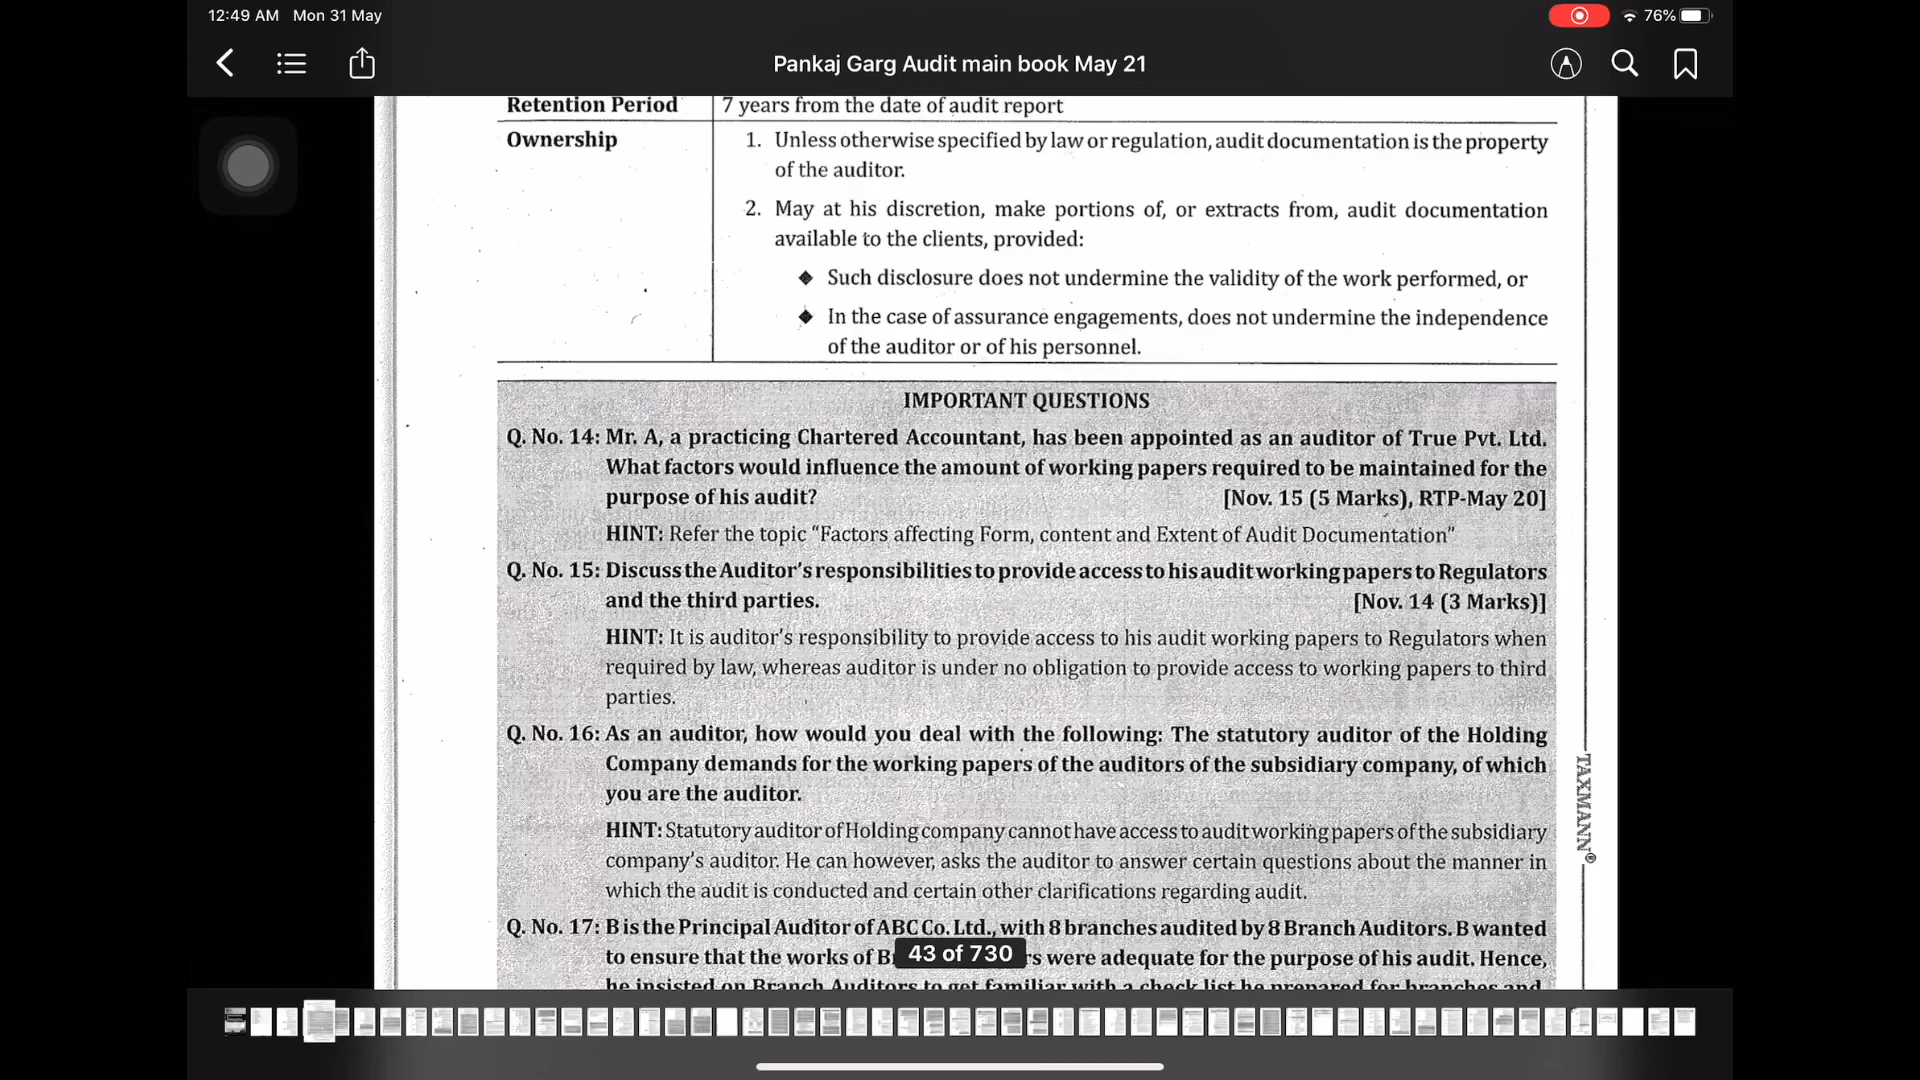 12:49 AM Mon 31 May
76%
Pankaj Garg Audit main book May 21
Retention Period 7 years from the date of audit report
Ownership 1. Unless otherwise specified by law or regulation, audit documentation is the property
of the auditor.
2. May at his discretion, make portions of, or extracts from, audit documentation
available to the clients, provided:
◆ Such disclosure does not undermine the validity of the work performed, or
◆ In the case of assurance engagements, does not undermine the independence
of the auditor or of his personnel.
IMPORTANT QUESTIONS
Q. No. 14: Mr. A, a practicing Chartered Accountant, has been appointed as an auditor of True Pvt. Ltd.
What factors would influence the amount of working papers required to be maintained for the
purpose of his audit? [Nov. 15 (5 Marks), RTP-May 20]
HINT: Refer the topic "Factors affecting Form, content and Extent of Audit Documentation"
Q. No. 15: Discuss the Auditor's responsibilities to provide access to his audit working papers to Regulators
and the third parties. [Nov. 14 (3 Marks)]
HINT: It is auditor's responsibility to provide access to his audit working papers to Regulators when
required by law, whereas auditor is under no obligation to provide access to working papers to third
parties.
Q. No. 16: As an auditor, how would you deal with the following: The statutory auditor of the Holding
Company demands for the working papers of the auditors of the subsidiary company, of which
you are the auditor.
HINT: Statutory auditor of Holding company cannot have access to audit working papers of the subsidiary
company's auditor. He can however, asks the auditor to answer certain questions about the manner in
which the audit is conducted and certain other clarifications regarding audit.
TAXMANN®
Q. No. 17: B is the Principal Auditor of ABC Co. Ltd., with 8 branches audited by 8 Branch Auditors. B wanted
to ensure that the works of were adequate for the purpose of his audit. Hence,
43 of 730
he insisted on Branch Auditors to get familiar with a check list he prepared for branches and,